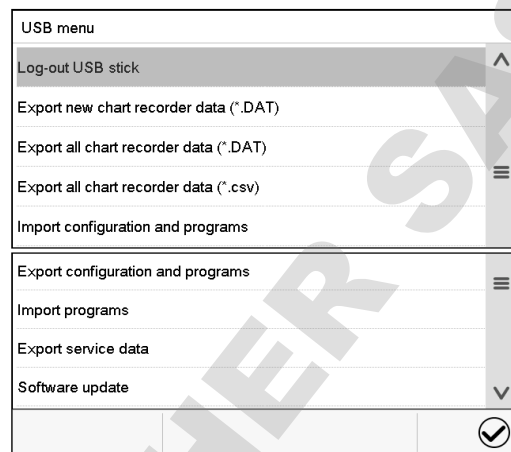 USB menu
Log-out USB stick
Export new chart recorder data (*.DAT)
Export all chart recorder data (*.DAT)
Export all chart recorder data (*.csv)
Import configuration and programs
Export configuration and programs
Import programs
Export service data
Software update